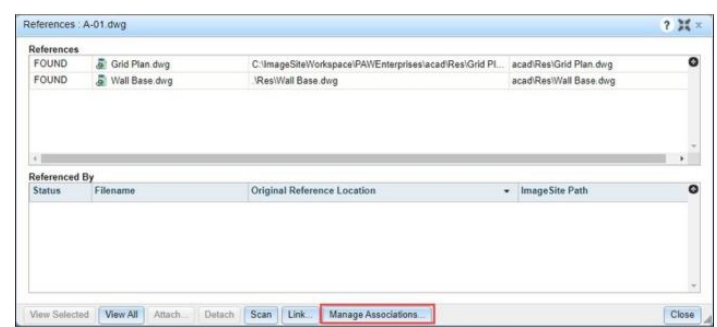 References : A-01.dwg ?
References
FOUND Grid Plan.dwg C:\ImageSiteWorkspace\PAWEnterprises\acad\Res\Grid Pl... acad\Res\Grid Plan.dwg
FOUND Wall Base.dwg .\Res\Wall Base.dwg acad\Res\Wall Base.dwg
Referenced By
Status Filename Original Reference Location ImageSite Path
View Selected View All Attach... Detach Scan Link... Manage Associations... Close